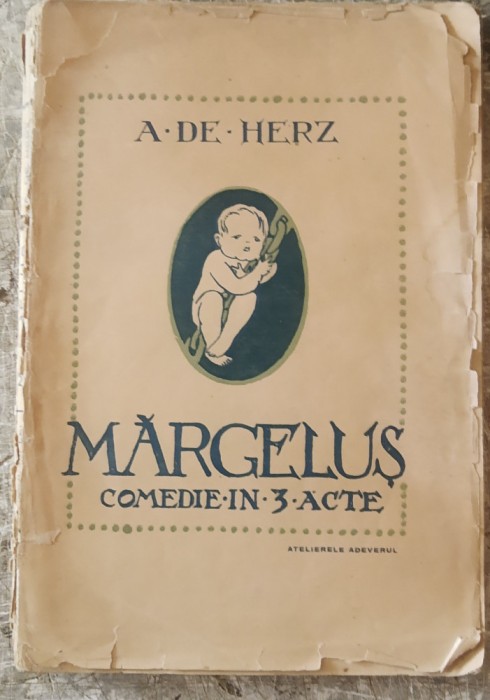 A·DE·HERZ
MĂRGELUȘ
COMEDIE·IN·3·ACTE
ATELIERELE ADEVERUL